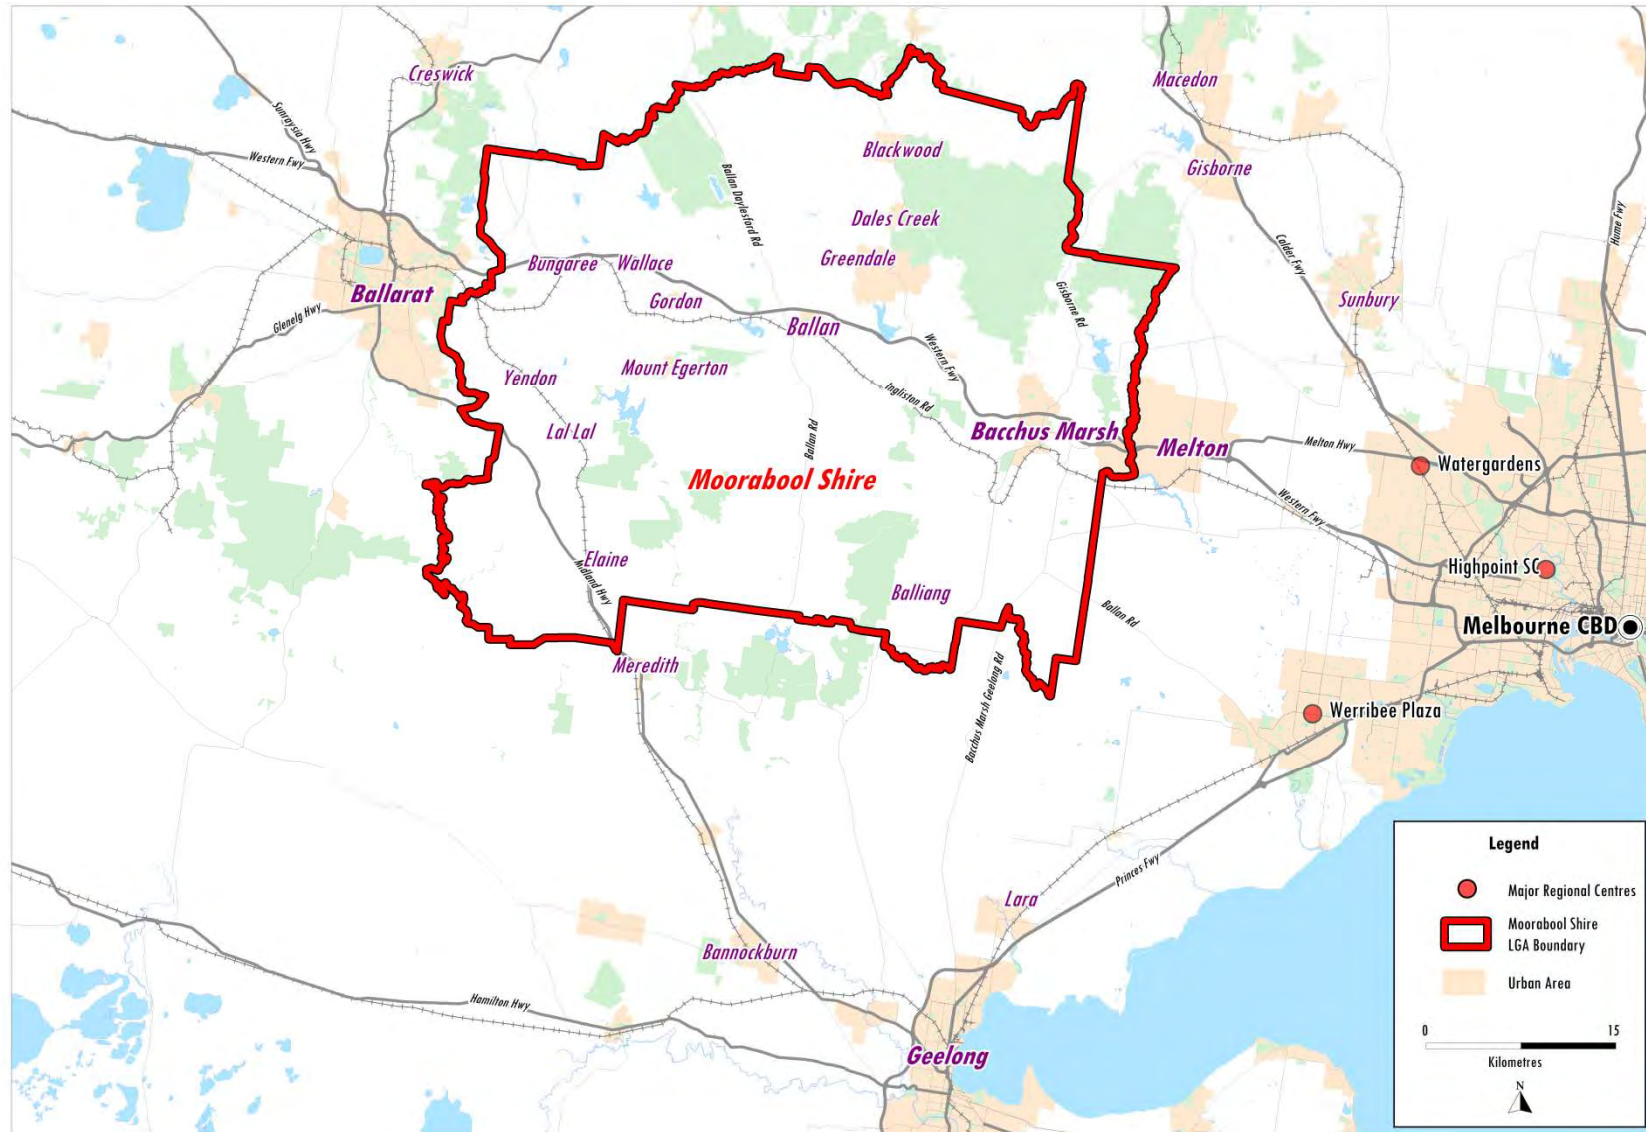 Creswick
Macedon
Sunraysia Hwy
Western Fwy
Blackwood
Gisborne
Ballan Daylesford Rd
Dales Creek
Hume Fwy
Calder Fwy
Bungaree
Wallace
Greendale
Ballarat
Gordon
Gisborne Rd
Sunbury
Glenelg Hwy
Ballan
Western Fwy
Yendon
Mount Egerton
Ingliston Rd
Lal Lal
Ballan Rd
Bacchus Marsh
Melton
Melton Hwy
Watergardens
Moorabool Shire
Western Fwy
Elaine
Midland Hwy
Highpoint SC
Balliang
Ballan Rd
Melbourne CBD
Meredith
Bacchus Marsh Geelong Rd
Werribee Plaza
Princes Fwy
Lara
Bannockburn
Hamilton Hwy
Geelong
Legend
Major Regional Centres
Moorabool Shire
LGA Boundary
Urban Area
0 15
Kilometres
N